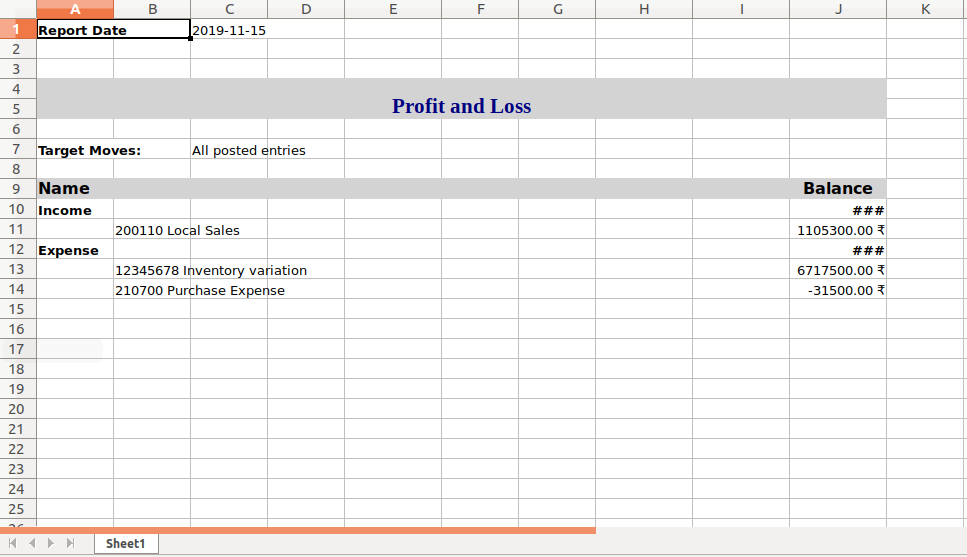 A B C D E F G H I J K
1 Report Date 2019-11-15
2
3
4
5 Profit and Loss
6
7 Target Moves: All posted entries
8
9 Name Balance
10 Income ###
11 200110 Local Sales 1105300.00 ₹
12 Expense ###
13 12345678 Inventory variation 6717500.00 ₹
14 210700 Purchase Expense -31500.00 ₹
15
16
17
18
19
20
21
22
23
24
25
26
Sheet1